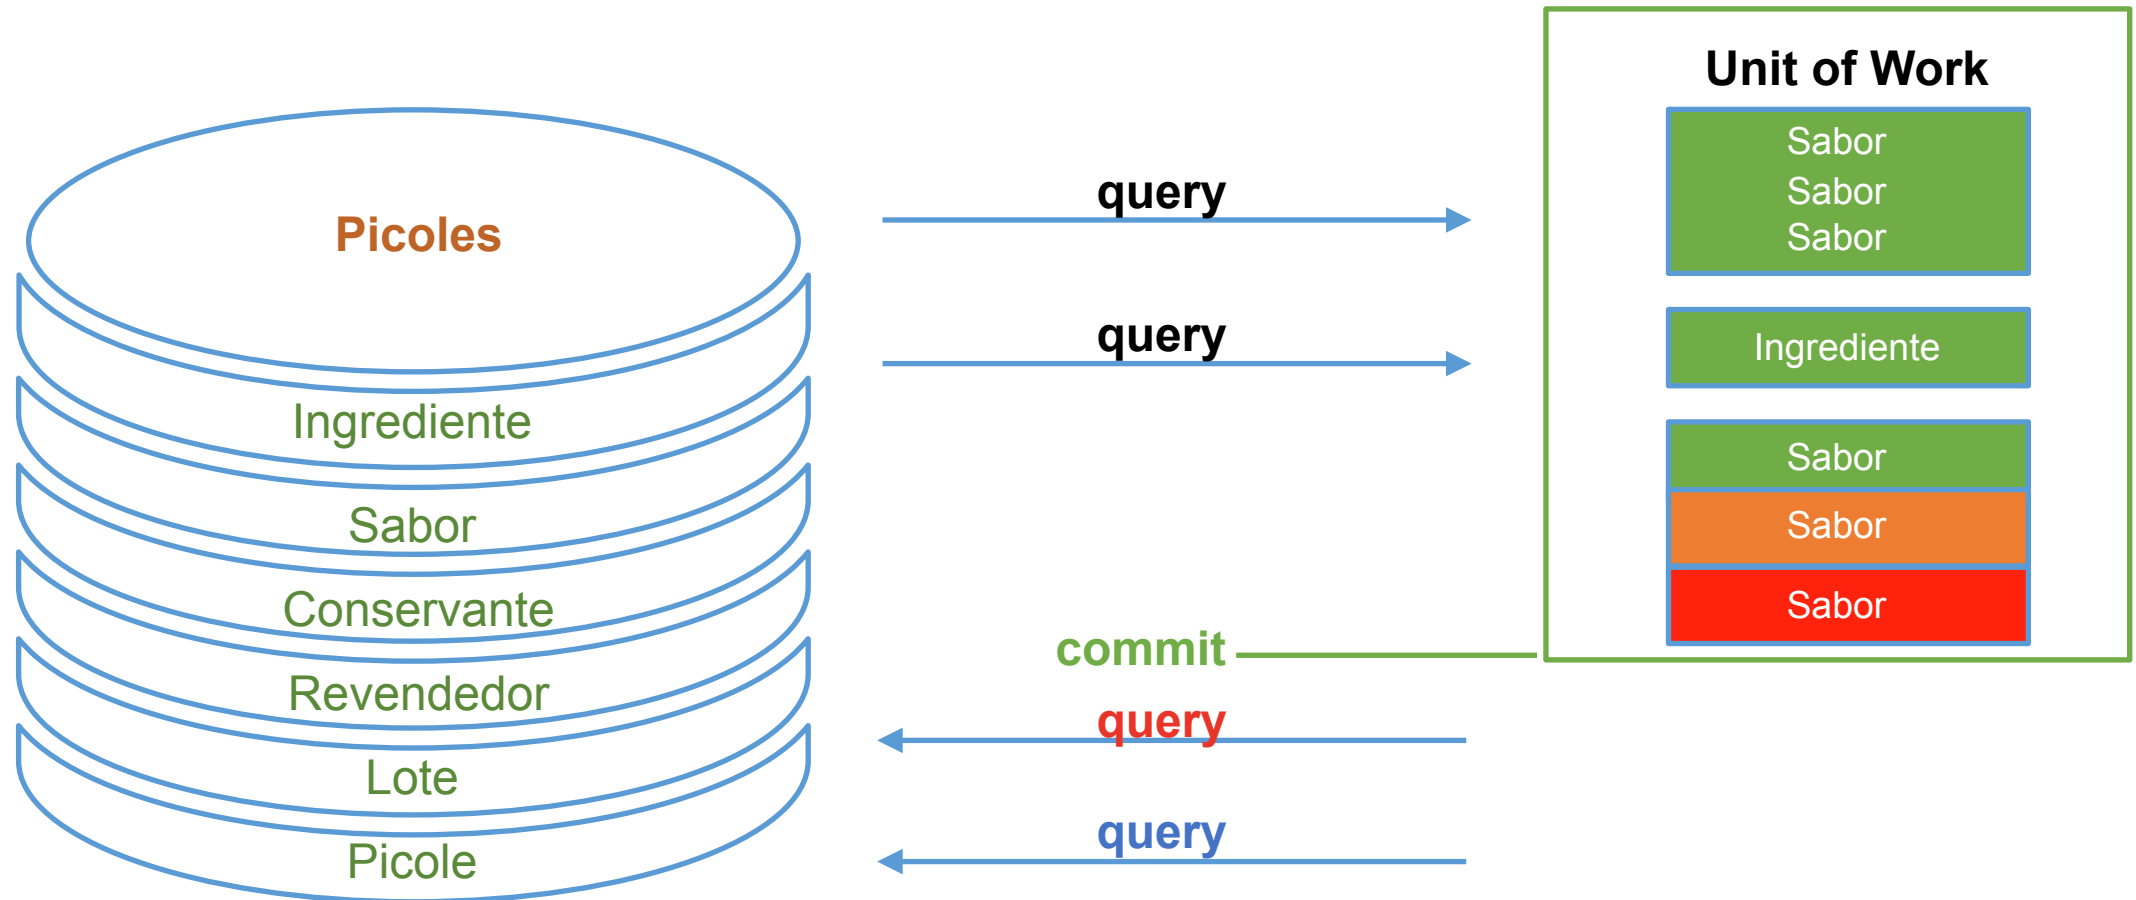 Picoles
Ingrediente
Sabor
Conservante
Revendedor
Lote
Picole
query
query
commit
query
query
Unit of Work
Sabor
Sabor
Sabor
Ingrediente
Sabor
Sabor
Sabor